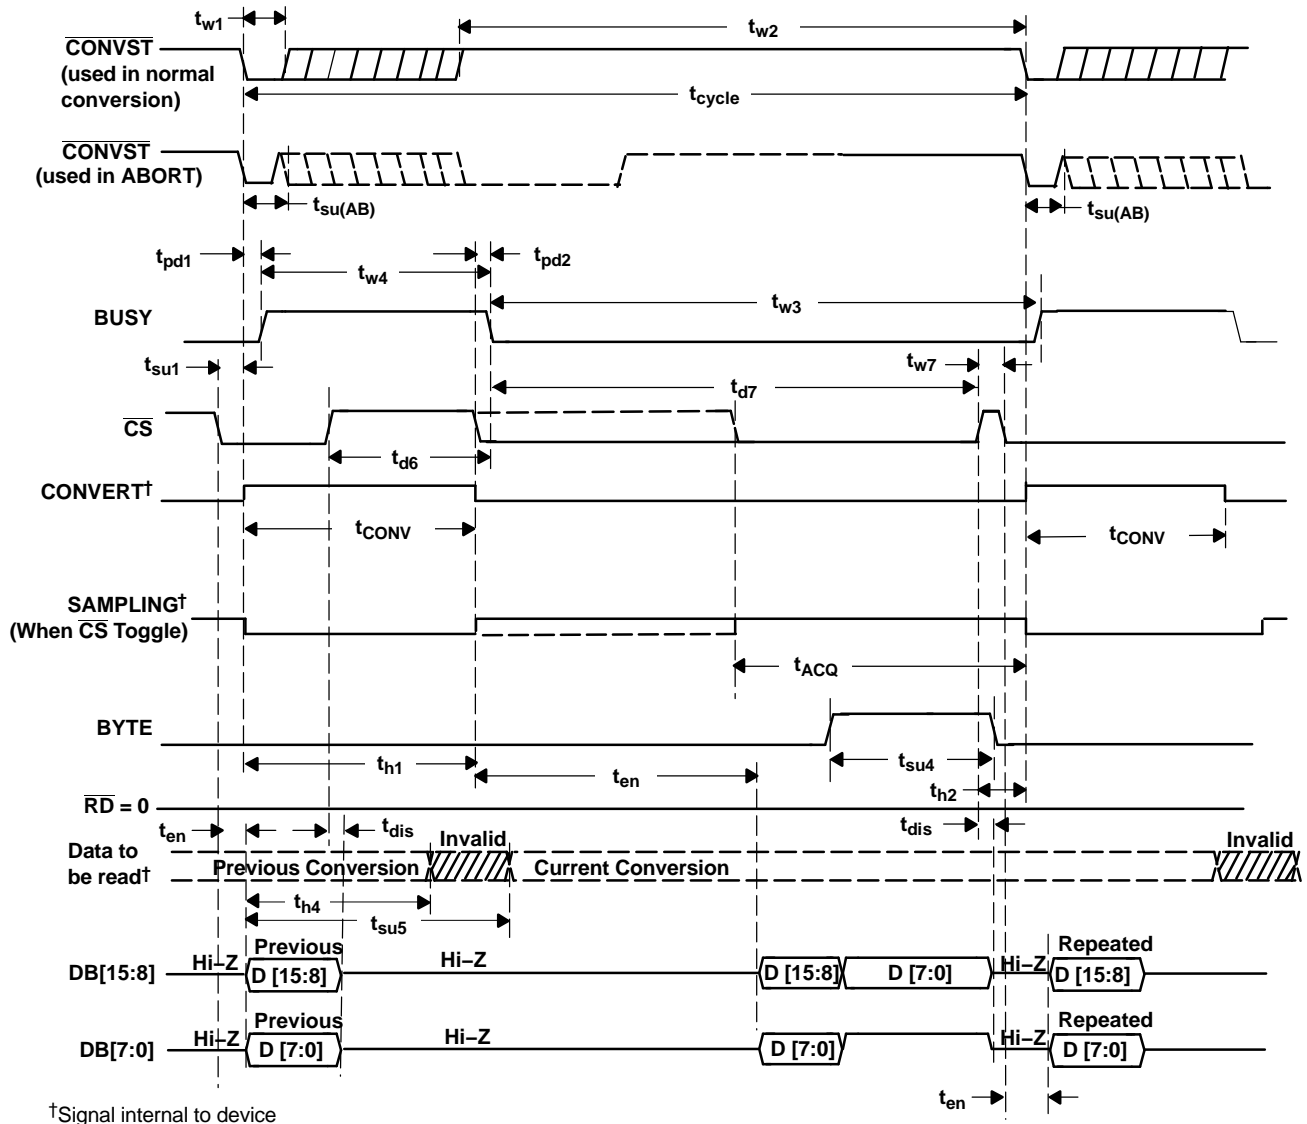 tw1
tw2
CONVST
(used in normal
conversion)
tcycle
CONVST
(used in ABORT)
tsu(AB)
tsu(AB)
tpd1
tw4
tpd2
tw3
BUSY
tsu1
tw7
td7
CS
td6
CONVERT†
tCONV
tCONV
SAMPLING†
(When CS Toggle)
tACQ
BYTE
th1
ten
tsu4
th2
RD = 0
ten
tdis
tdis
Invalid
Invalid
Data to
be read†
Previous Conversion
Current Conversion
th4
tsu5
Previous
Repeated
DB[15:8]
Hi–Z
D [15:8]
Hi–Z
D [15:8]
D [7:0]
Hi–Z
D [15:8]
Previous
Repeated
DB[7:0]
Hi–Z
D [7:0]
Hi–Z
D [7:0]
Hi–Z
D [7:0]
ten
†Signal internal to device